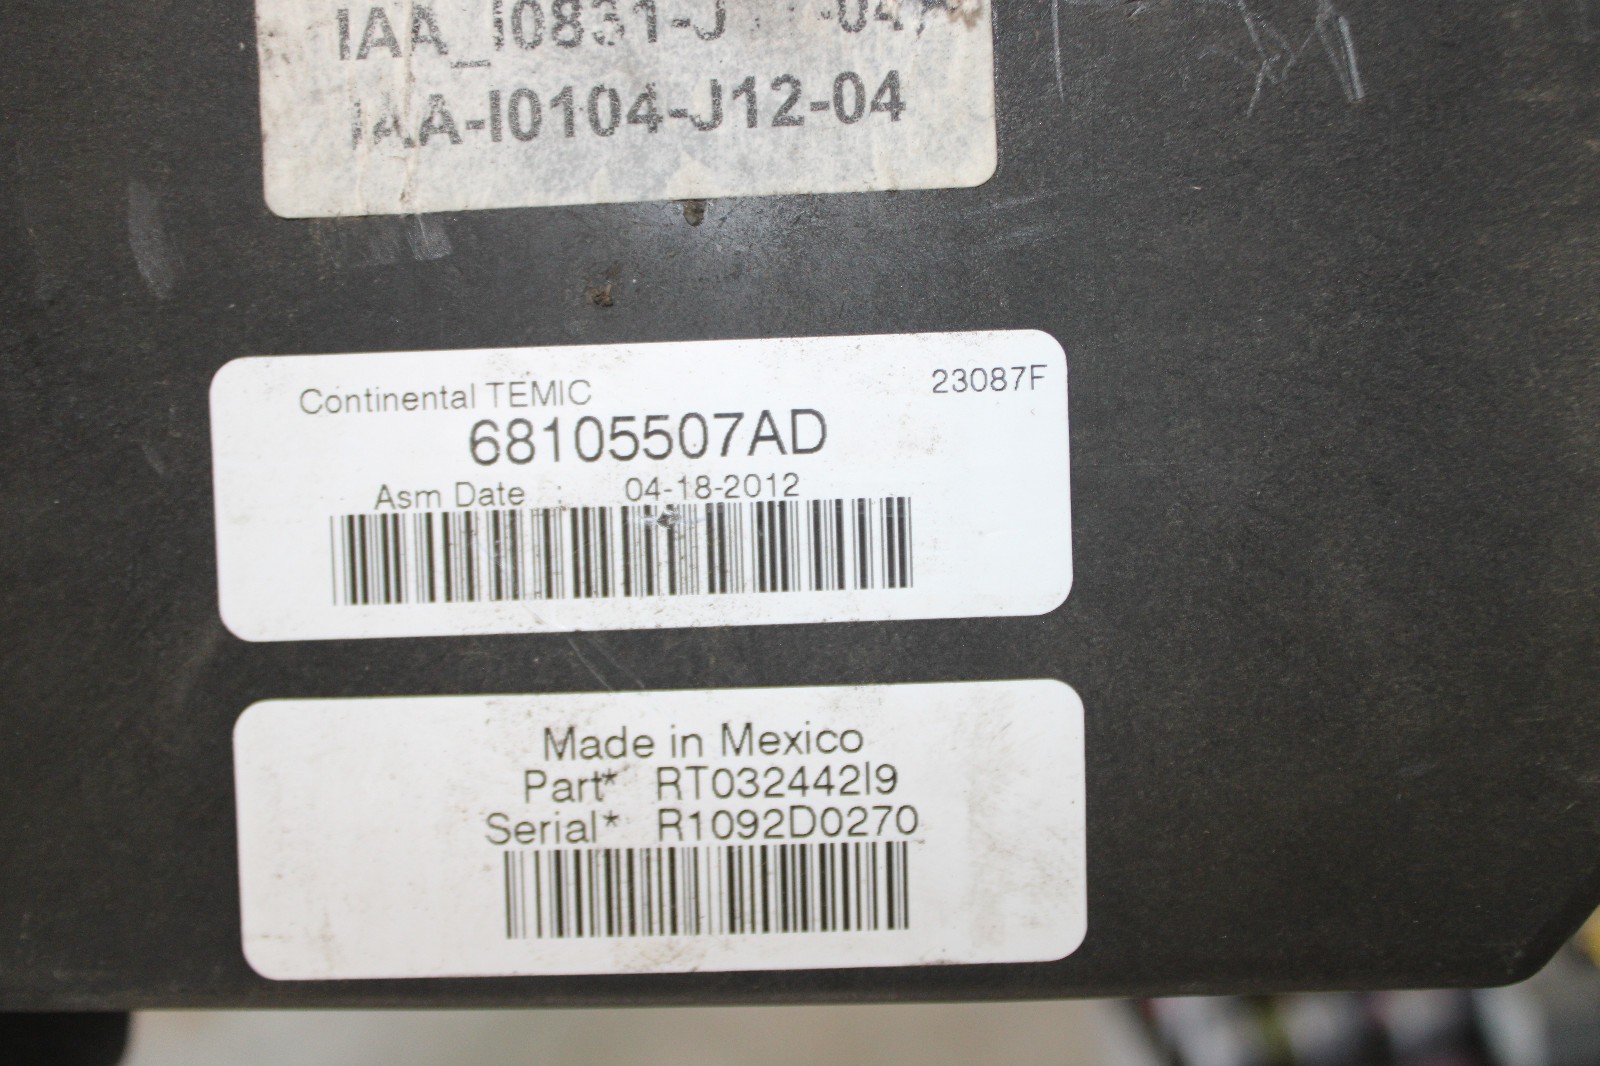 IAA-I0104-J12-04
Continental TEMIC 23087F
68105507AD
Asm Date : 04-18-2012
Made in Mexico
Part* RT032442I9
Serial* R1092D0270